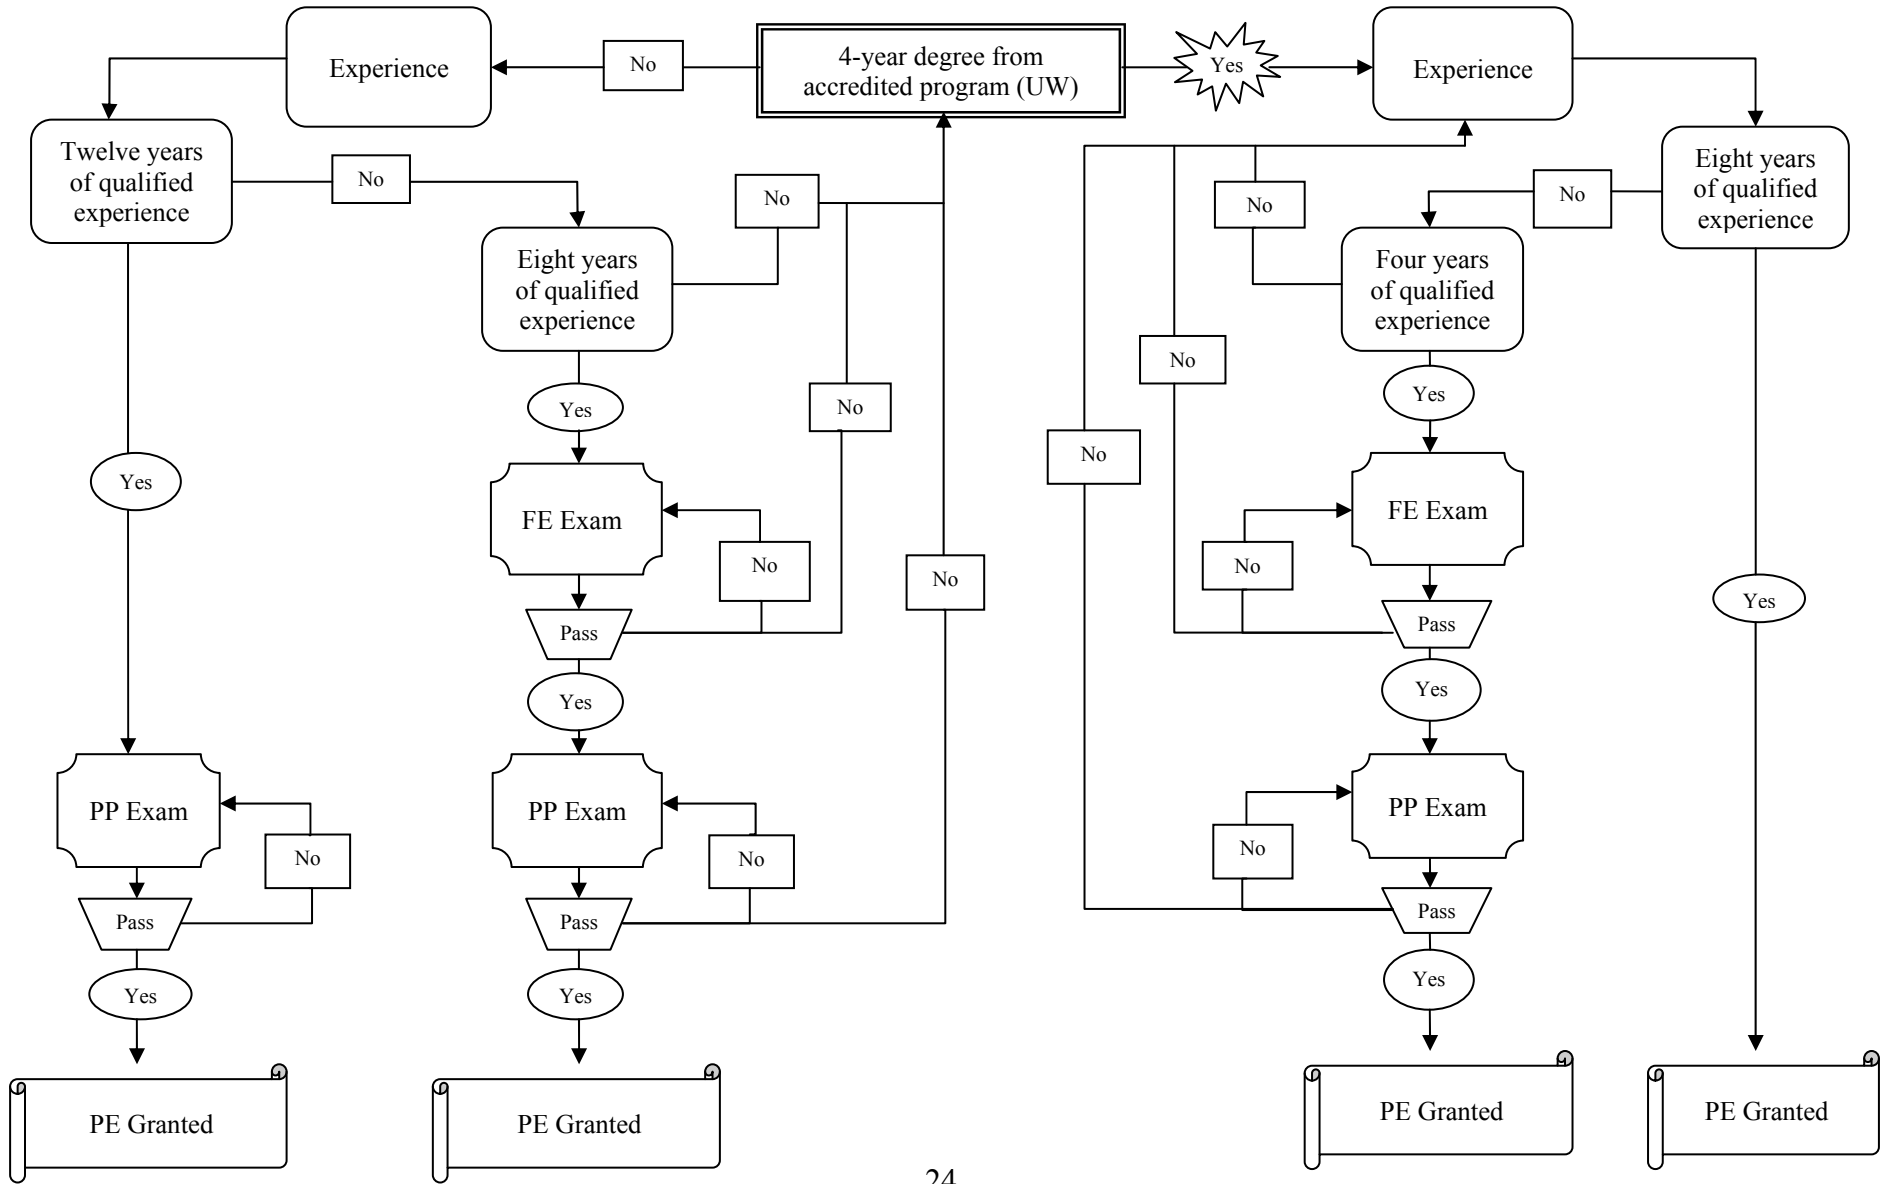 Experience
No
4-year degree from
accredited program (UW)
Yes
Experience
Twelve years
of qualified
experience
No
No
No
No
Eight years
of qualified
experience
Eight years
of qualified
experience
Four years
of qualified
experience
No
No
Yes
No
Yes
No
Yes
FE Exam
FE Exam
No
No
No
Yes
Pass
Pass
Yes
Yes
PP Exam
PP Exam
PP Exam
No
No
No
Pass
Pass
Pass
Yes
Yes
Yes
PE Granted
PE Granted
PE Granted
PE Granted
24